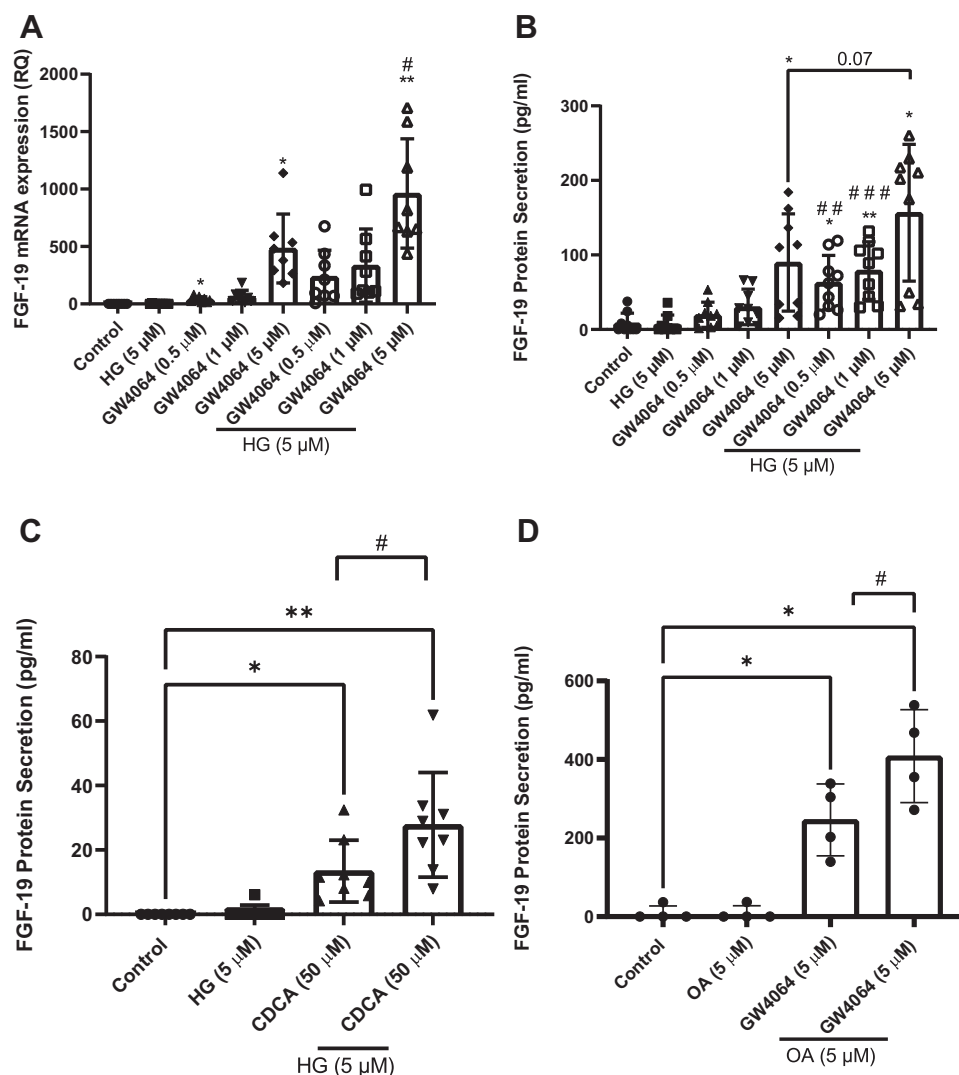 A
FGF-19 mRNA expression (RQ)
2000
1500
1000
500
0
*
*
#
**
Control
HG (5 μM)
GW4064 (0.5 μM)
GW4064 (1 μM)
GW4064 (5 μM)
GW4064 (0.5 μM)
GW4064 (1 μM)
GW4064 (5 μM)
HG (5 μM)
B
FGF-19 Protein Secretion (pg/ml)
300
200
100
0
*
0.07
##
*
###
**
*
Control
HG (5 μM)
GW4064 (0.5 μM)
GW4064 (1 μM)
GW4064 (5 μM)
GW4064 (0.5 μM)
GW4064 (1 μM)
GW4064 (5 μM)
HG (5 μM)
C
FGF-19 Protein Secretion (pg/ml)
80
60
40
20
0
#
**
*
Control
HG (5 μM)
CDCA (50 μM)
CDCA (50 μM)
HG (5 μM)
D
FGF-19 Protein Secretion (pg/ml)
600
400
200
0
#
*
*
Control
OA (5 μM)
GW4064 (5 μM)
GW4064 (5 μM)
OA (5 μM)